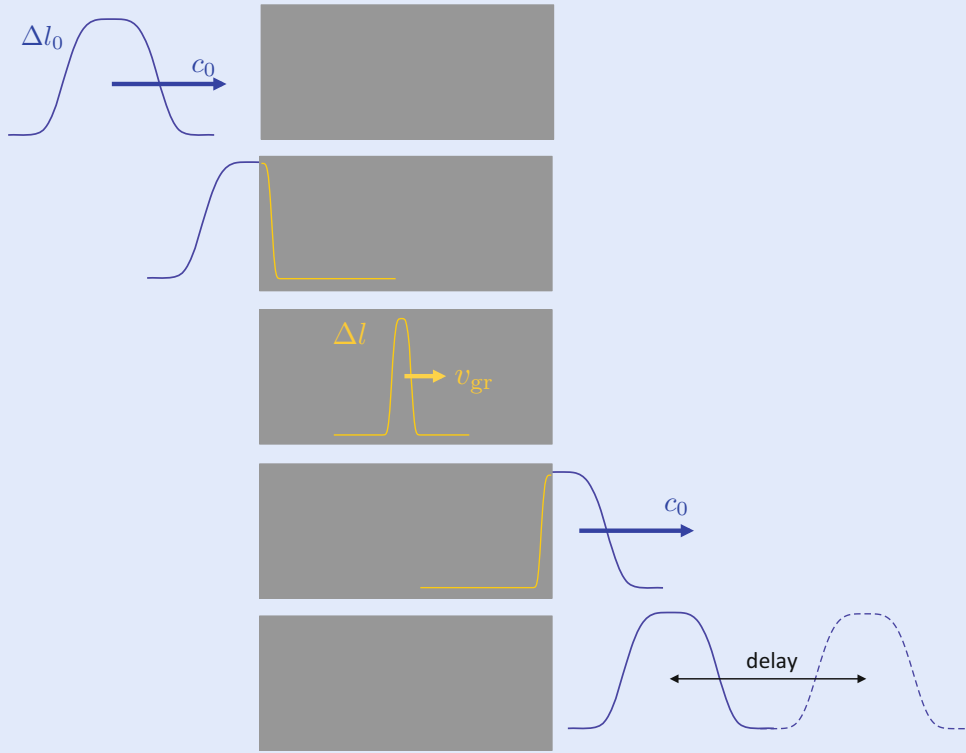 Δl₀
c₀
Δl
v_gr
c₀
delay